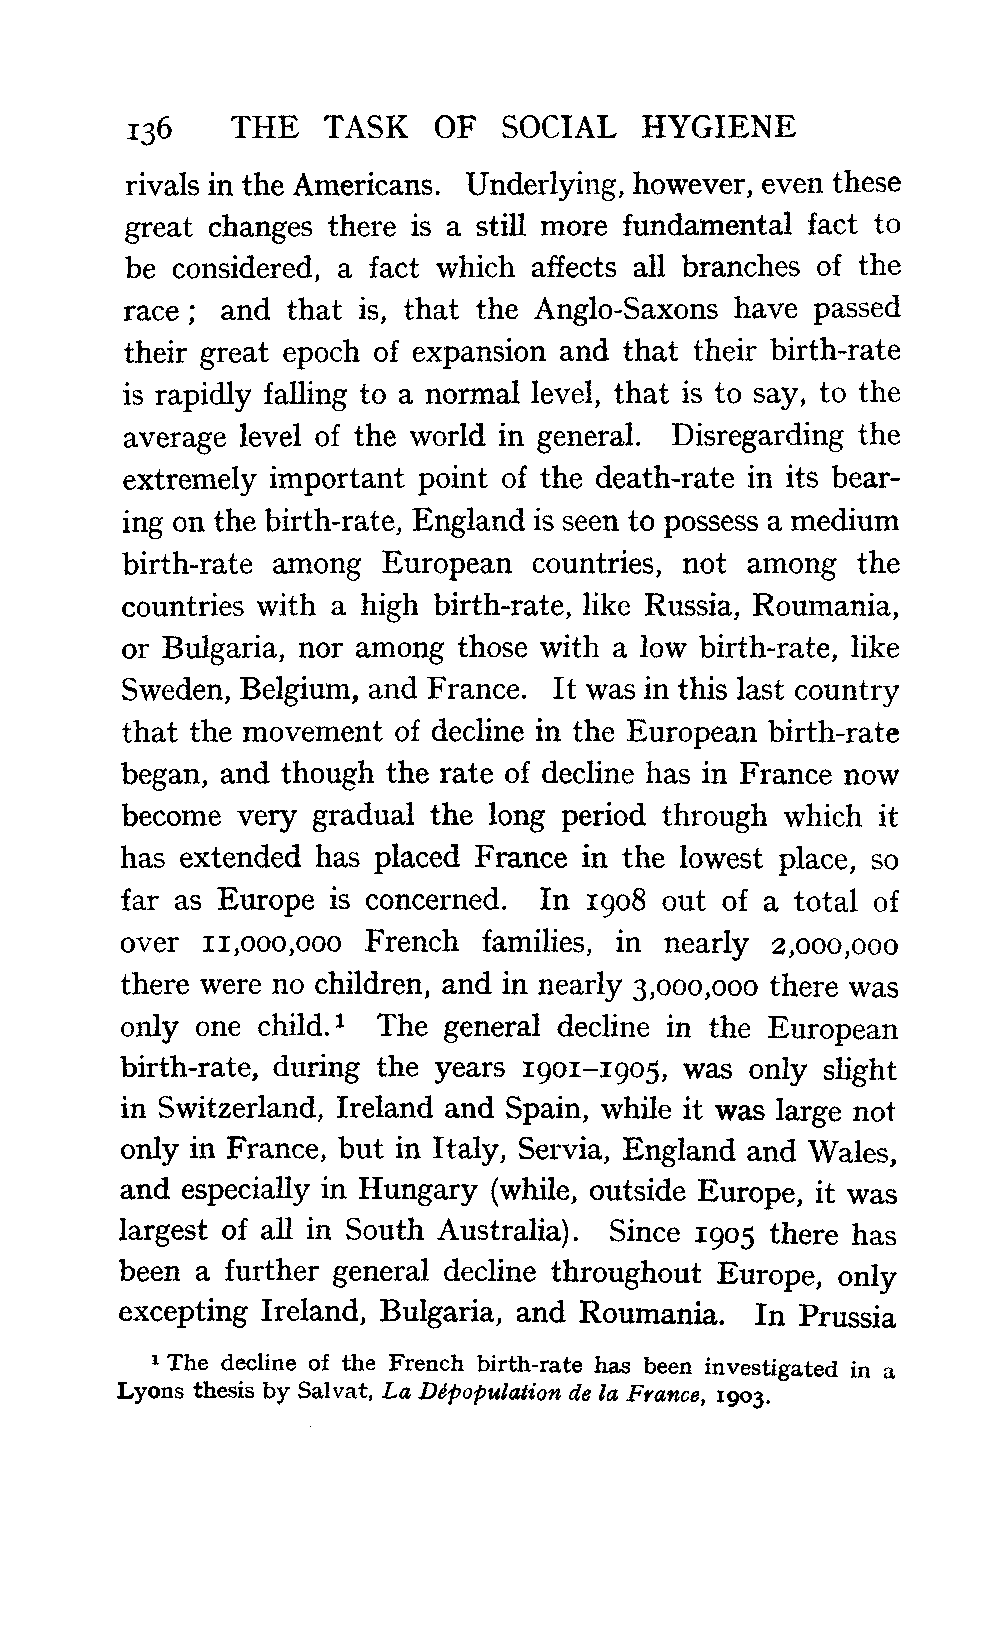 136 THE TASK OF SOCIAL HYGIENE
rivals in the Americans. Underlying, however, even these
great changes there is a still more fundamental fact to
be considered, a fact which affects all branches of the
race ; and that is, that the Anglo-Saxons have passed
their great epoch of expansion and that their birth-rate
is rapidly falling to a normal level, that is to say, to the
average level of the world in general. Disregarding the
extremely important point of the death-rate in its bear-
ing on the birth-rate, England is seen to possess a medium
birth-rate among European countries, not among the
countries with a high birth-rate, like Russia, Roumania,
or Bulgaria, nor among those with a low birth-rate, like
Sweden, Belgium, and France. It was in this last country
that the movement of decline in the European birth-rate
began, and though the rate of decline has in France now
become very gradual the long period through which it
has extended has placed France in the lowest place, so
far as Europe is concerned. In 1908 out of a total of
over 11,000,000 French families, in nearly 2,000,000
there were no children, and in nearly 3,000,000 there was
only one child.¹ The general decline in the European
birth-rate, during the years 1901–1905, was only slight
in Switzerland, Ireland and Spain, while it was large not
only in France, but in Italy, Servia, England and Wales,
and especially in Hungary (while, outside Europe, it was
largest of all in South Australia). Since 1905 there has
been a further general decline throughout Europe, only
excepting Ireland, Bulgaria, and Roumania. In Prussia
¹ The decline of the French birth-rate has been investigated in a
Lyons thesis by Salvat, La Dépopulation de la France, 1903.